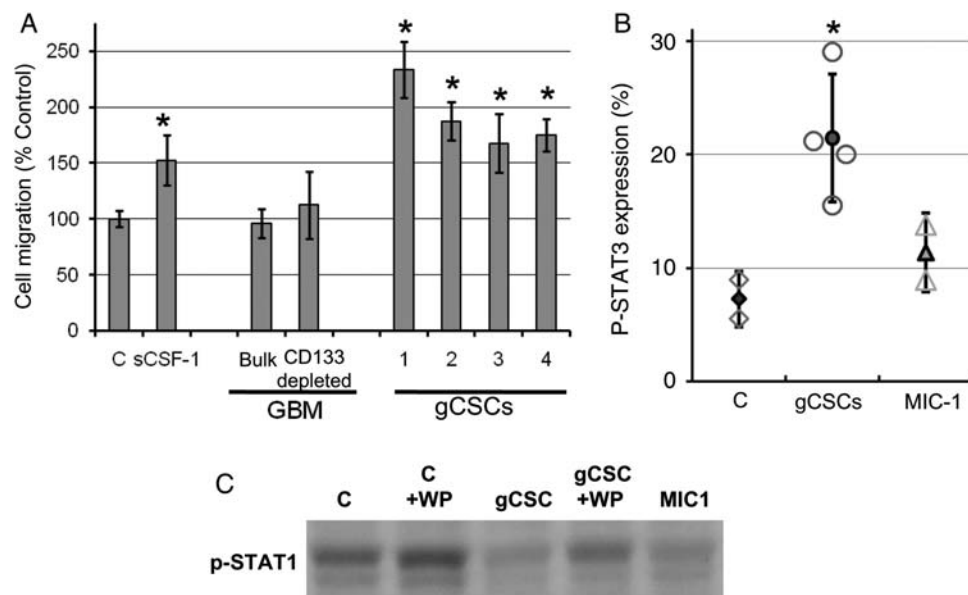 A
Cell migration (% Control)
250
200
150
100
50
0
*
*
*
*
*
C sCSF-1
Bulk CD133
depleted
GBM
1 2 3 4
gCSCs
B
P-STAT3 expression (%)
30
20
10
0
*
C gCSCs MIC-1
C
C C
+WP gCSC gCSC
+WP MIC1
p-STAT1